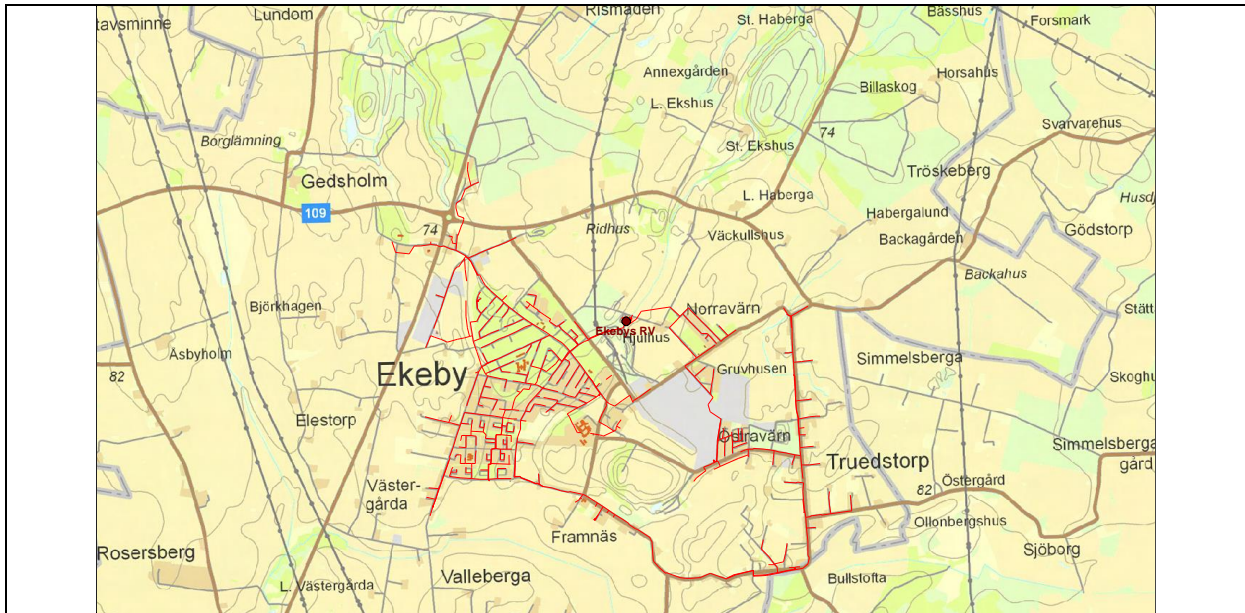 tavsminne
Lundom
Rismaden
St. Haberga
Bässhus
Forsmark
Annexgården
Horsahus
Billaskog
L. Ekshus
Svarvarehus
74
Borglämning
St. Ekshus
Tröskeberg
Gedsholm
L. Haberga
Husdj
109
Habergalund
74
Ridhus
Väckullshus
Backagården
Gödstorp
Backahus
Björkhagen
Norravärn
Stätt
Ekebys RV
Hjulhus
Åsbyholm
Simmelsberga
82
Ekeby
Gruvhusen
Skoghu
Elestorp
Östravärn
Simmelsberga
gård
Truedstorp
Väster-
gårda
82
Östergård
Ollonbergshus
Framnäs
Rosersberg
Sjöborg
Valleberga
L. Västergårda
Bullstofta